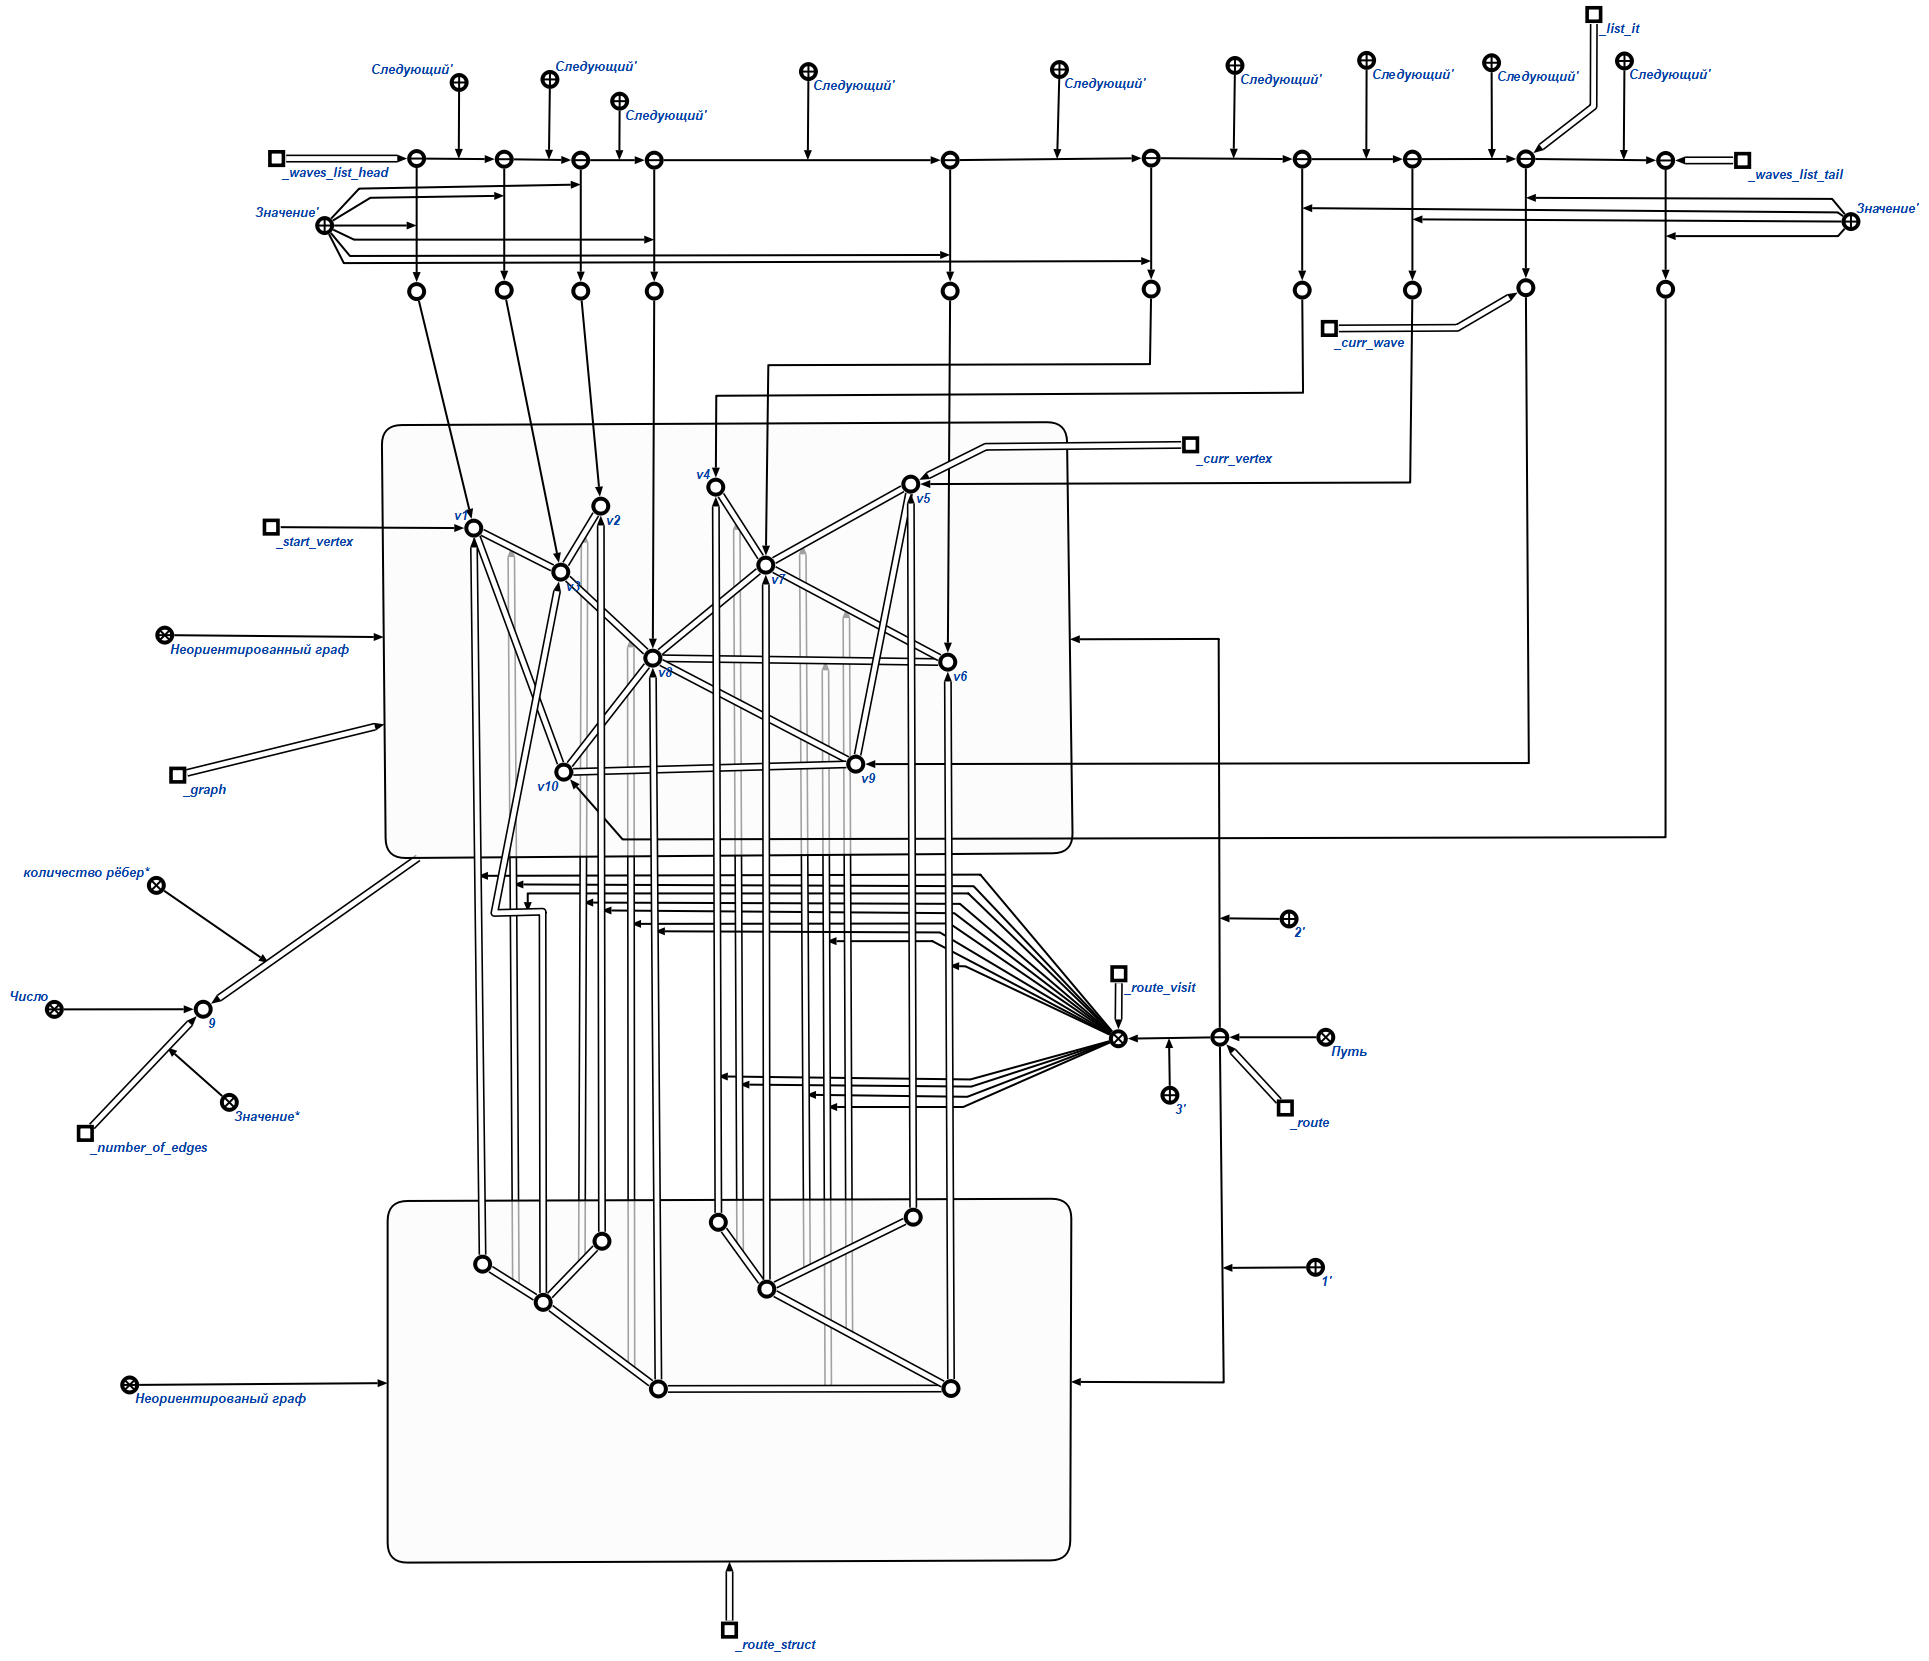 _list_it
Следующий'
Следующий'
Следующий'
Следующий'
Следующий'
Следующий'
Следующий'
Следующий'
Следующий'
_waves_list_head
_waves_list_tail
Значение'
Значение'
_curr_wave
_curr_vertex
v4
v5
v1
v2
_start_vertex
v3
v7
Неориентированный граф
v8
v6
v9
v10
_graph
количество рёбер*
2'
_route_visit
Число
9
Путь
3'
Значение*
_route
_number_of_edges
1'
Неориентированый граф
_route_struct